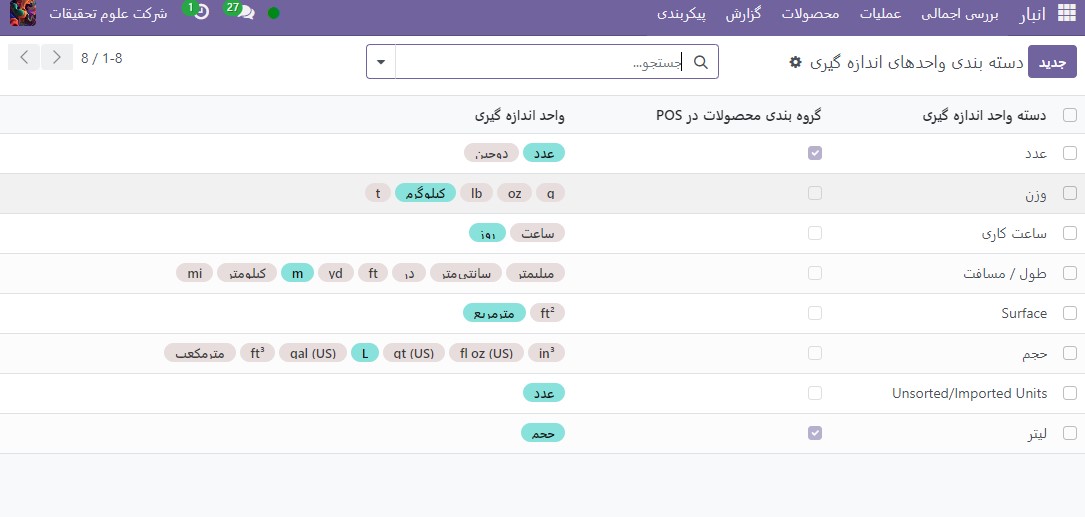 انبار بررسی اجمالی عملیات محصولات گزارش پیکربندی 27 1 شرکت علوم تحقیقات
جدید دسته بندی واحدهای اندازه گیری جستجو... 8 / 1-8
دسته واحد اندازه گیری گروه بندی محصولات در POS واحد اندازه گیری
عدد عدد دوجین
وزن g oz lb کیلوگرم t
ساعت کاری ساعت روز
طول / مسافت میلیمتر سانتی‌متر در ft yd m کیلومتر mi
Surface ft² مترمربع
حجم in³ fl oz (US) qt (US) L gal (US) ft³ مترمکعب
Unsorted/Imported Units عدد
لیتر حجم